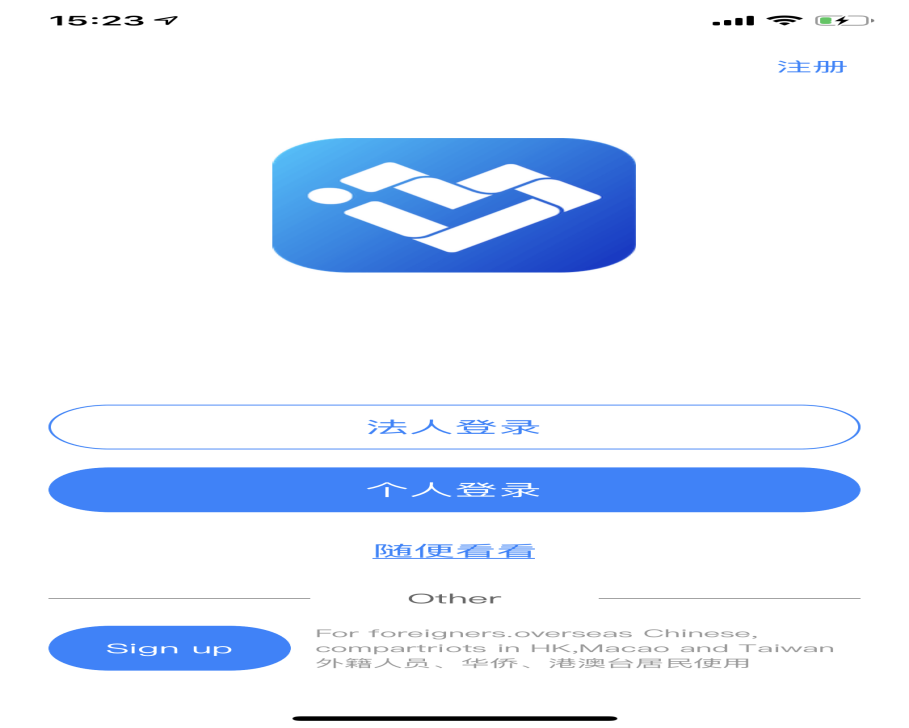 15:23
注册
法人登录
个人登录
随便看看
Other
Sign up
For foreigners.overseas Chinese,
compartriots in HK,Macao and Taiwan
外籍人员、华侨、港澳台居民使用